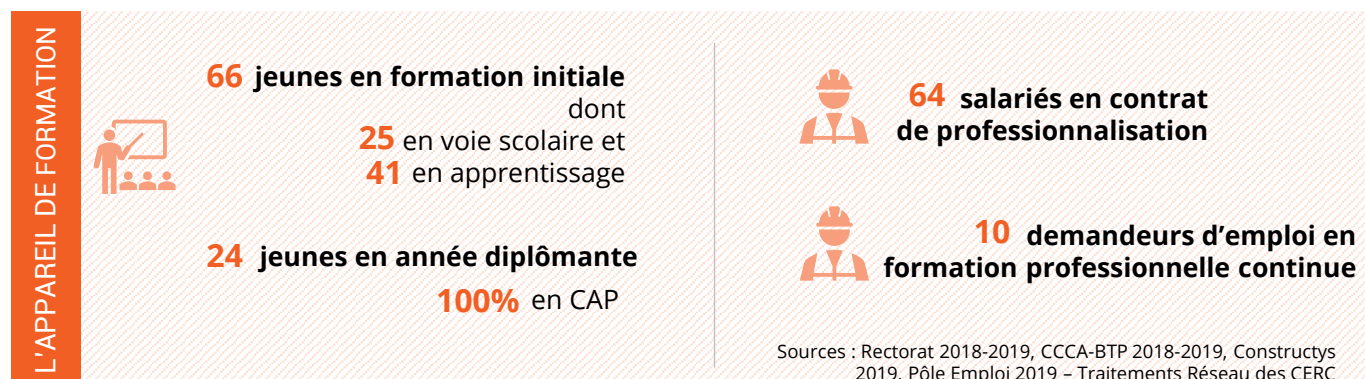 L'APPAREIL DE FORMATION
66 jeunes en formation initiale
dont
25 en voie scolaire et
41 en apprentissage
24 jeunes en année diplômante
100% en CAP
64 salariés en contrat
de professionnalisation
10 demandeurs d’emploi en
formation professionnelle continue
Sources : Rectorat 2018-2019, CCCA-BTP 2018-2019, Constructys
2019, Pôle Emploi 2019 – Traitements Réseau des CERC